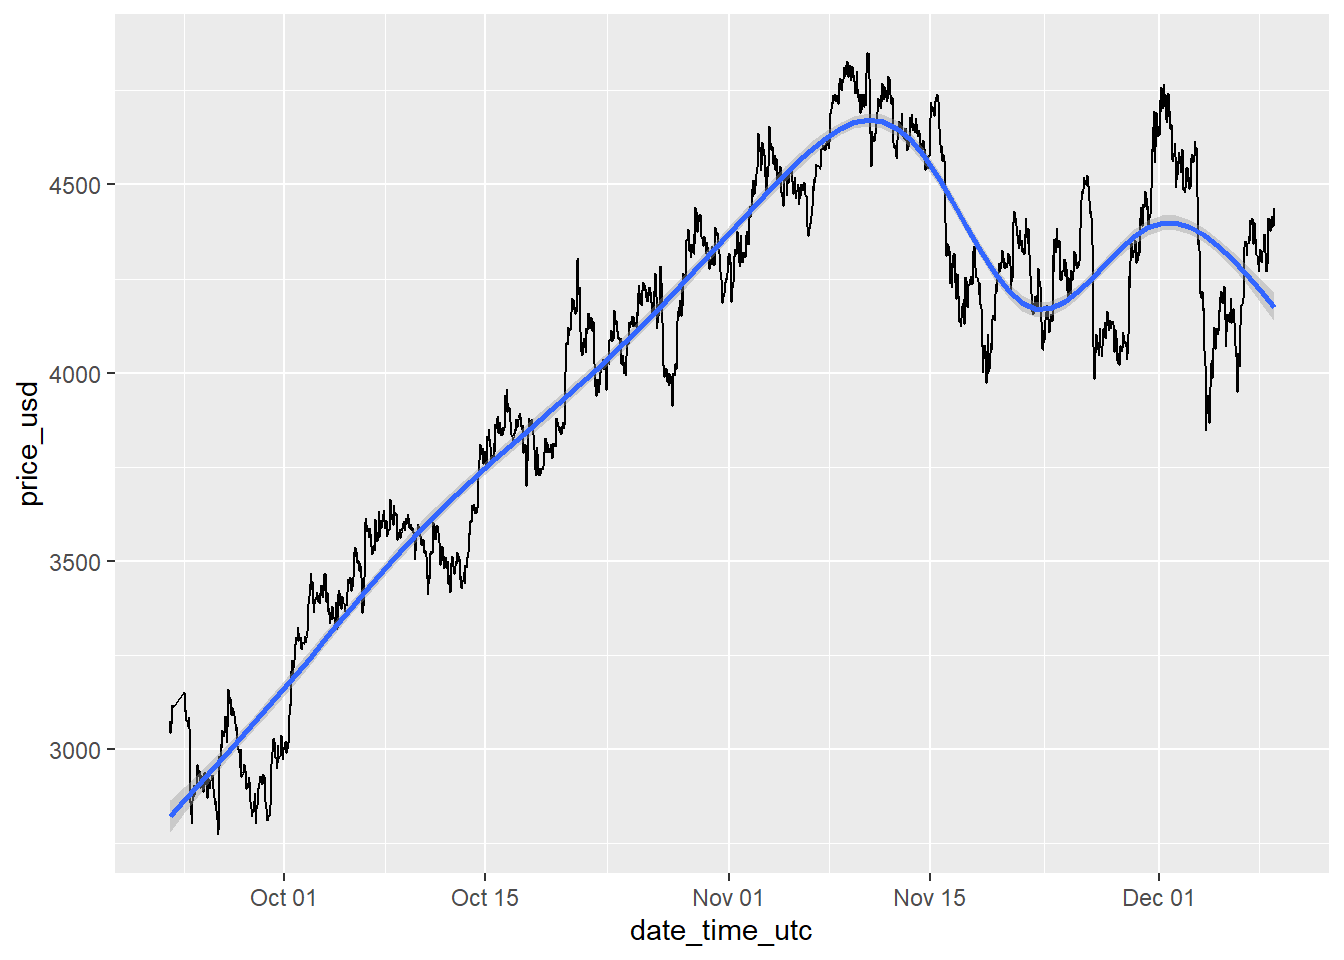 price_usd
4500
4000
3500
3000
Oct 01
Oct 15
Nov 01
Nov 15
Dec 01
date_time_utc